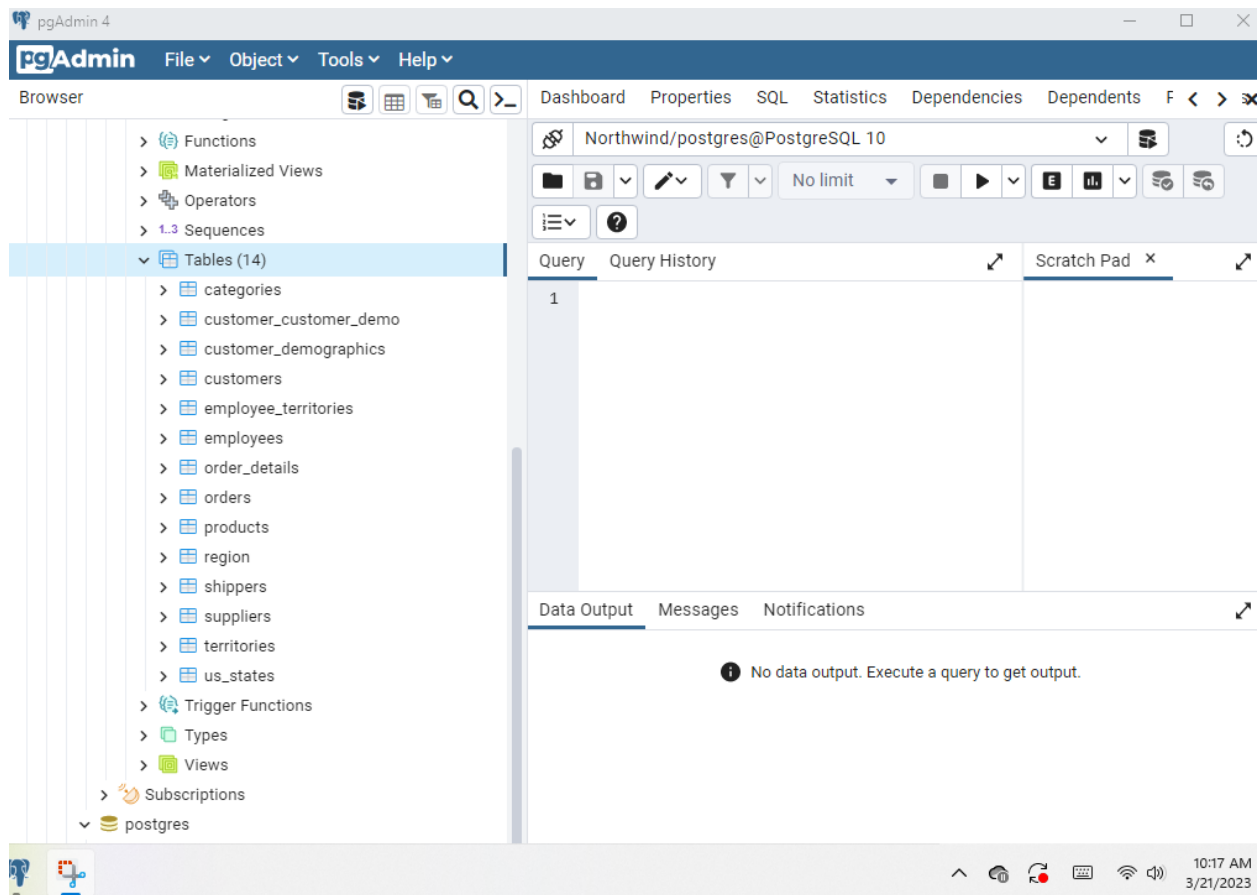 pgAdmin 4
pgAdmin File Object Tools Help
Browser
Dashboard Properties SQL Statistics Dependencies Dependents
Northwind/postgres@PostgreSQL 10
No limit
E
Query Query History
Scratch Pad
1
Functions
Materialized Views
Operators
1..3 Sequences
Tables (14)
categories
customer_customer_demo
customer_demographics
customers
employee_territories
employees
order_details
orders
products
region
shippers
suppliers
territories
us_states
Trigger Functions
Types
Views
Subscriptions
postgres
Data Output Messages Notifications
No data output. Execute a query to get output.
10:17 AM
3/21/2023